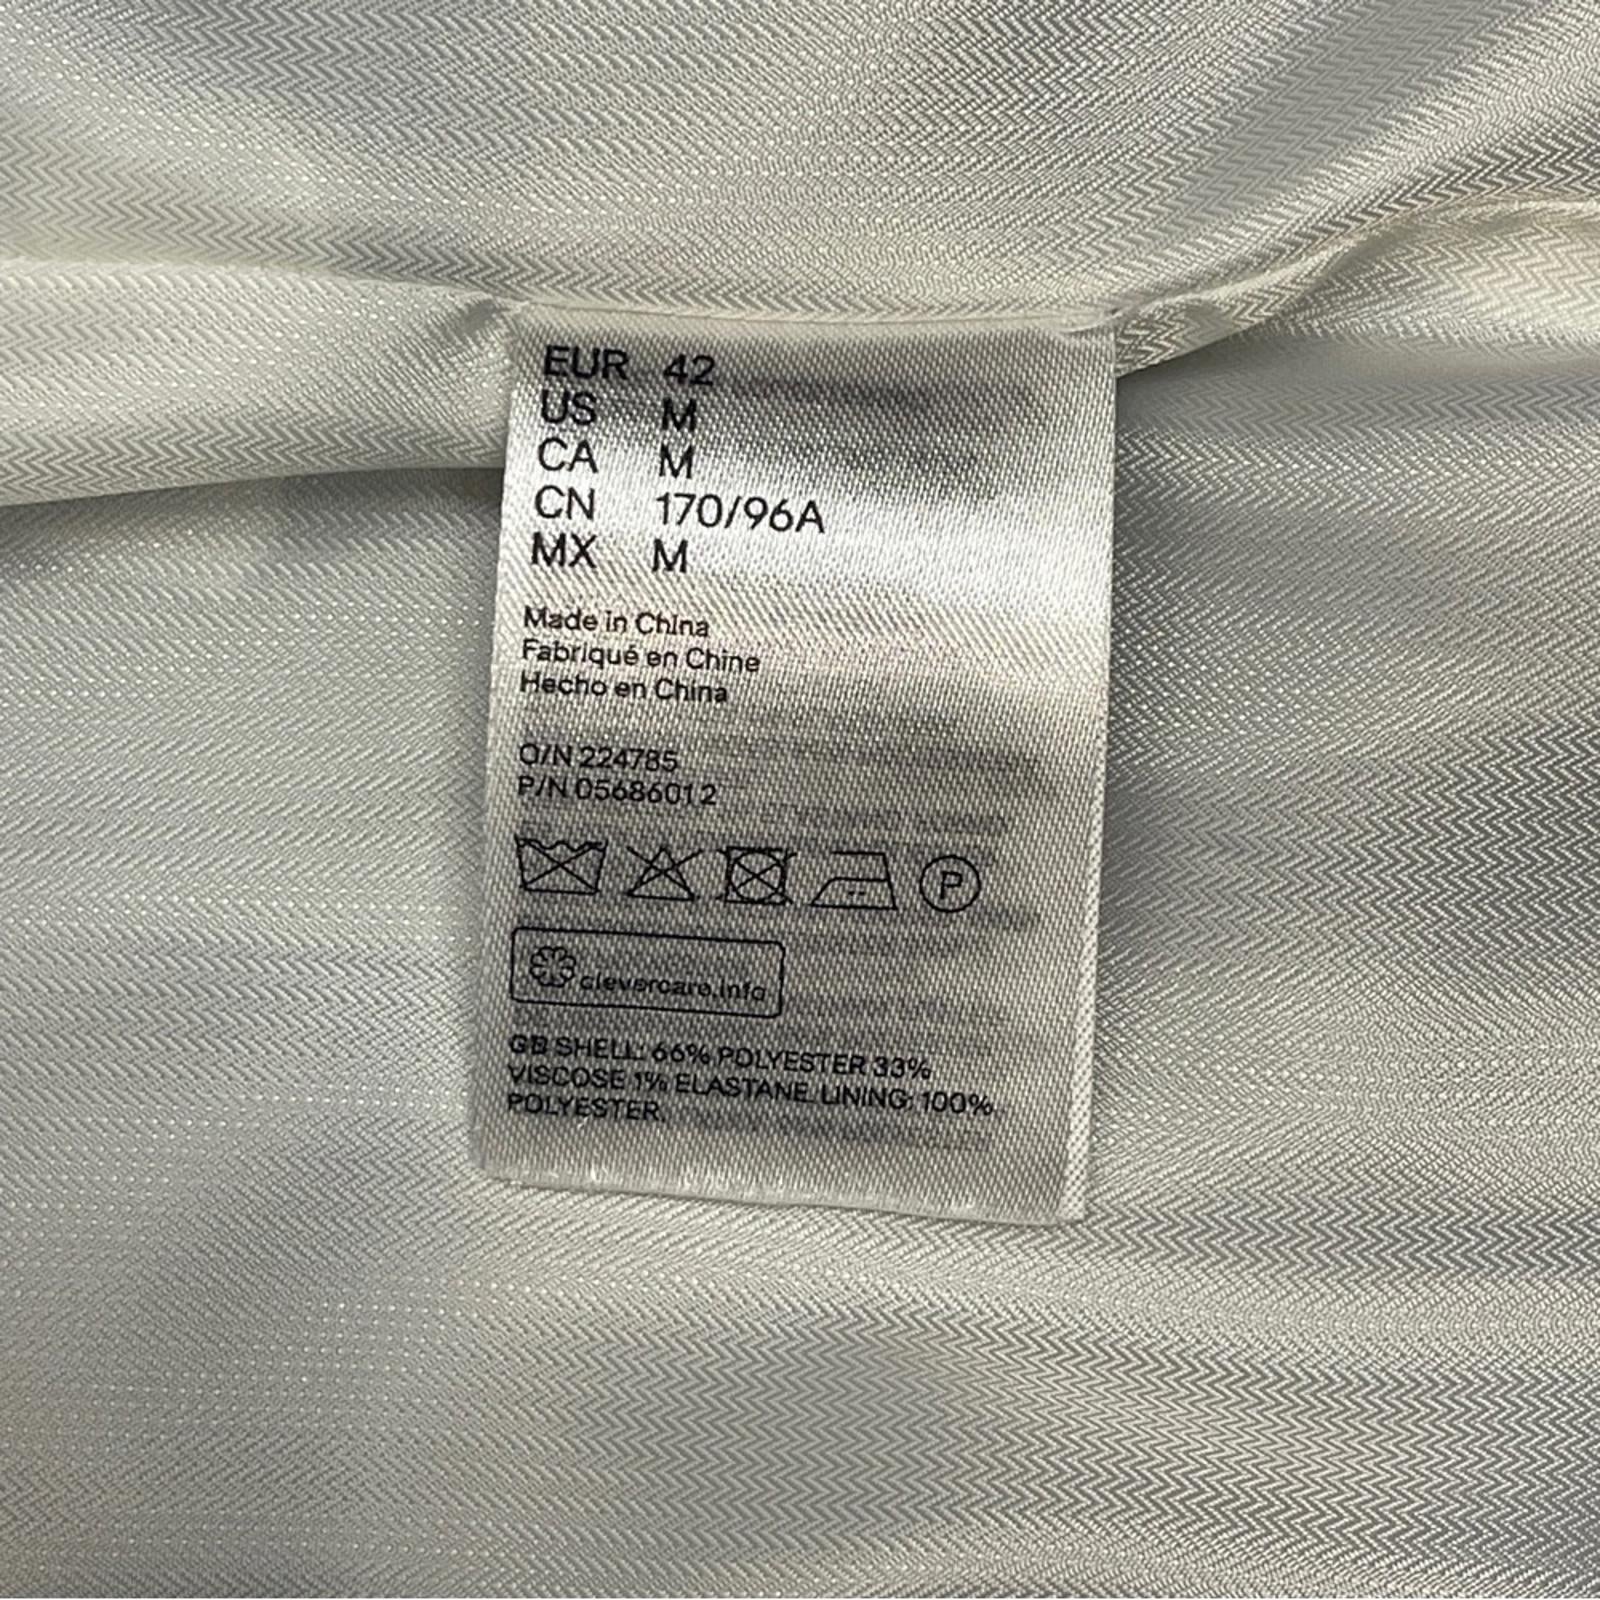 EUR 42
US M
CA M
CN 170/96A
MX M
Made in China
Fabriqué en Chine
Hecho en China
O/N 224785
P/N 05686012
P
clevercare.info
GB SHELL: 66% POLYESTER 33%
VISCOSE 1% ELASTANE. LINING: 100%
POLYESTER.